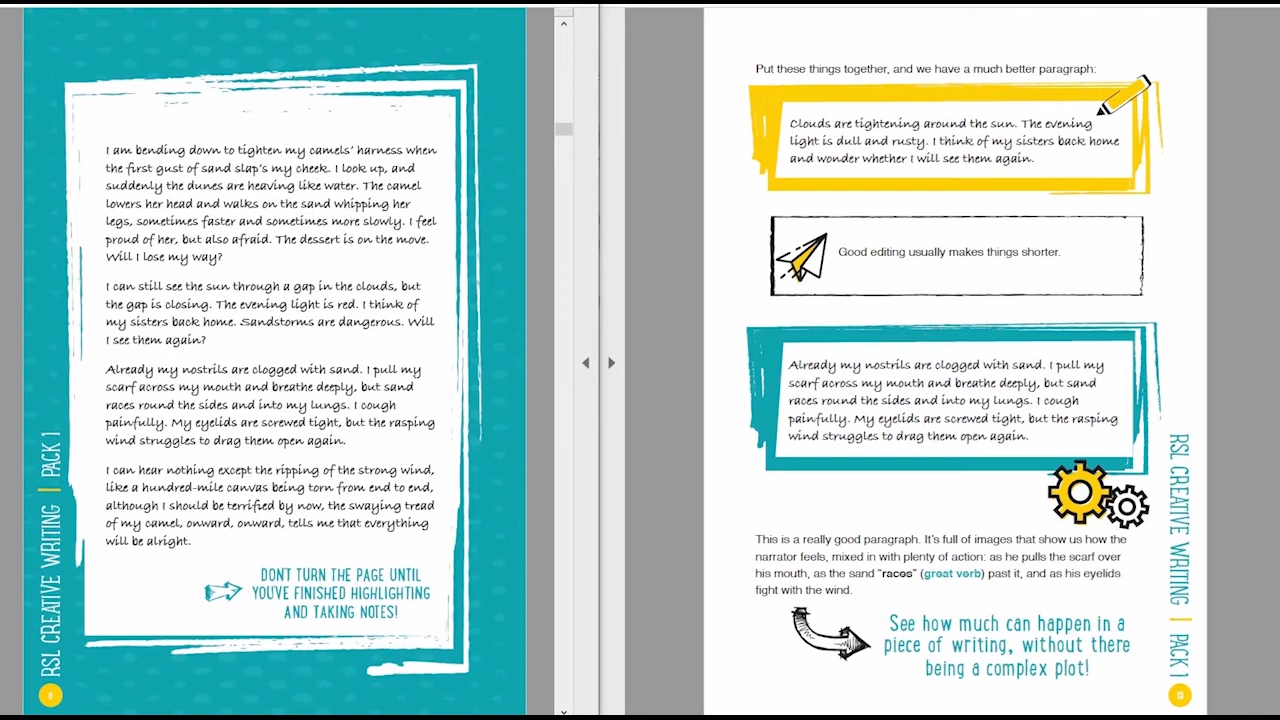 I am bending down to tighten my camels' harness when
the first gust of sand slap's my cheek. I look up, and
suddenly the dunes are heaving like water. The camel
lowers her head and walks on the sand whipping her
legs, sometimes faster and sometimes more slowly. I feel
proud of her, but also afraid. The dessert is on the move.
Will I lose my way?
I can still see the sun through a gap in the clouds, but
the gap is closing. The evening light is red. I think of
my sisters back home. Sandstorms are dangerous. Will
I see them again?
Already my nostrils are clogged with sand. I pull my
scarf across my mouth and breathe deeply, but sand
races round the sides and into my lungs. I cough
painfully. My eyelids are screwed tight, but the rasping
wind struggles to drag them open again.
I can hear nothing except the ripping of the strong wind,
like a hundred-mile canvas being torn from end to end,
although I should be terrified by now, the swaying tread
of my camel, onward, onward, tells me that everything
will be alright.
DON'T TURN THE PAGE UNTIL
YOU'VE FINISHED HIGHLIGHTING
AND TAKING NOTES!
RSL CREATIVE WRITING | PACK 1
8
Put these things together, and we have a much better paragraph:
Clouds are tightening around the sun. The evening
light is dull and rusty. I think of my sisters back home
and wonder whether I will see them again.
Good editing usually makes things shorter.
Already my nostrils are clogged with sand. I pull my
scarf across my mouth and breathe deeply, but sand
races round the sides and into my lungs. I cough
painfully. My eyelids are screwed tight, but the rasping
wind struggles to drag them open again.
This is a really good paragraph. It's full of images that show us how the
narrator feels, mixed in with plenty of action: as he pulls the scarf over
his mouth, as the sand "races" (great verb) past it, and as his eyelids
fight with the wind.
See how much can happen in a
piece of writing, without there
being a complex plot!
RSL CREATIVE WRITING | PACK 1
15